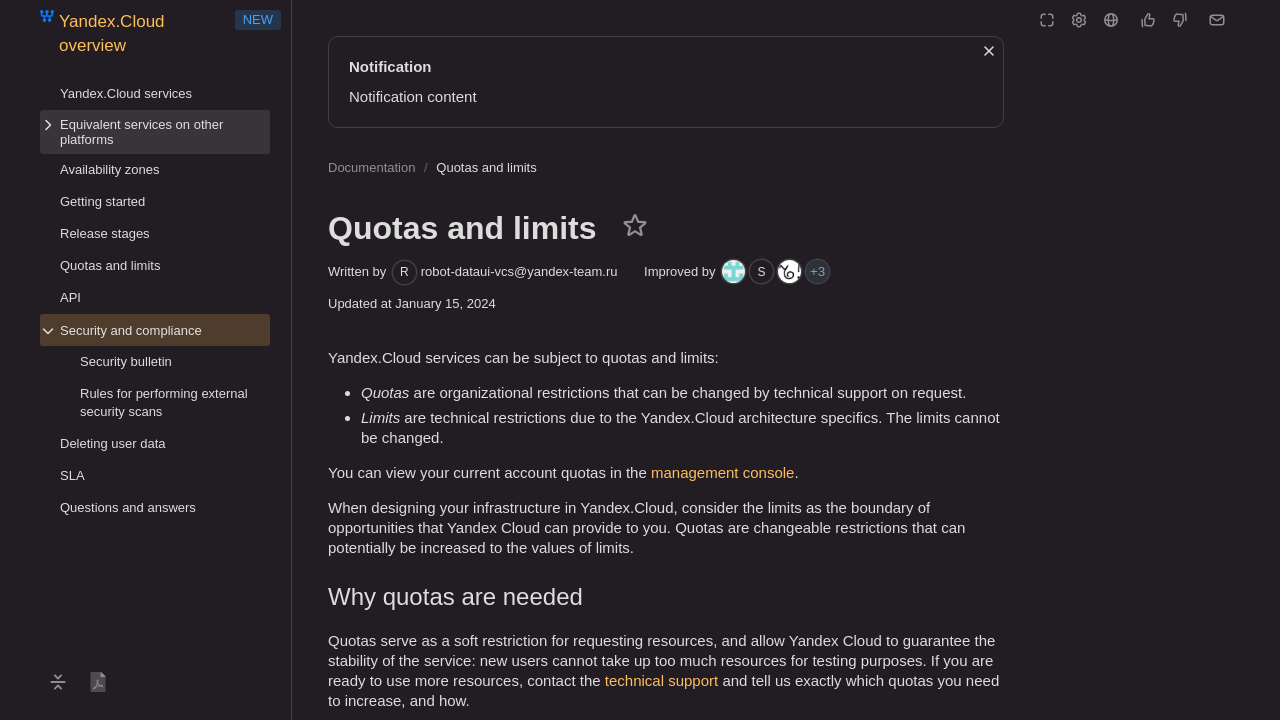 Yandex.Cloud
overview
NEW
Yandex.Cloud services
Equivalent services on other
platforms
Availability zones
Getting started
Release stages
Quotas and limits
API
Security and compliance
Security bulletin
Rules for performing external
security scans
Deleting user data
SLA
Questions and answers
Notification
Notification content
Documentation / Quotas and limits
Quotas and limits
Written by R robot-dataui-vcs@yandex-team.ru Improved by S +3
Updated at January 15, 2024
Yandex.Cloud services can be subject to quotas and limits:
• Quotas are organizational restrictions that can be changed by technical support on request.
• Limits are technical restrictions due to the Yandex.Cloud architecture specifics. The limits cannot
be changed.
You can view your current account quotas in the management console.
When designing your infrastructure in Yandex.Cloud, consider the limits as the boundary of
opportunities that Yandex Cloud can provide to you. Quotas are changeable restrictions that can
potentially be increased to the values of limits.
Why quotas are needed
Quotas serve as a soft restriction for requesting resources, and allow Yandex Cloud to guarantee the
stability of the service: new users cannot take up too much resources for testing purposes. If you are
ready to use more resources, contact the technical support and tell us exactly which quotas you need
to increase, and how.